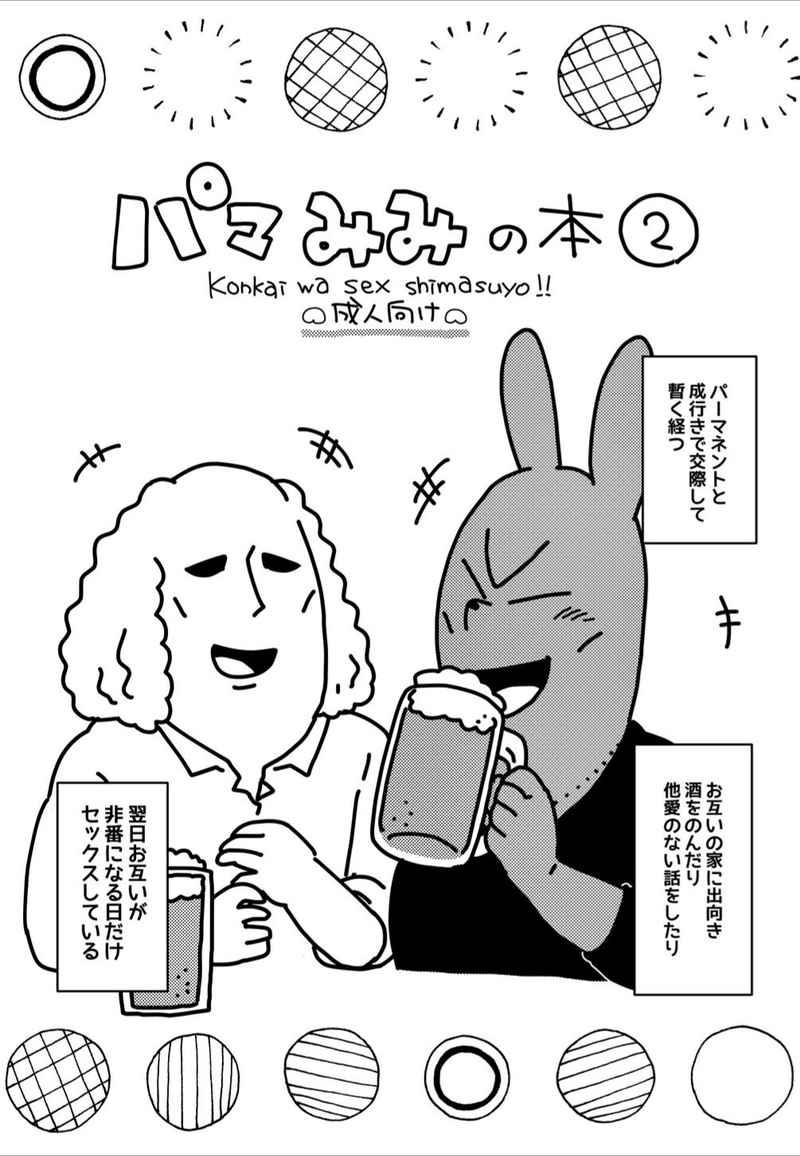 パマみみの本②
Konkai wa sex shimasuyo!!
成人向け
パーマネントと
成行きで交際して
暫く経つ
お互いの家に出向き
酒をのんだり
他愛のない話をしたり
翌日お互いが
非番になる日だけ
セックスしている